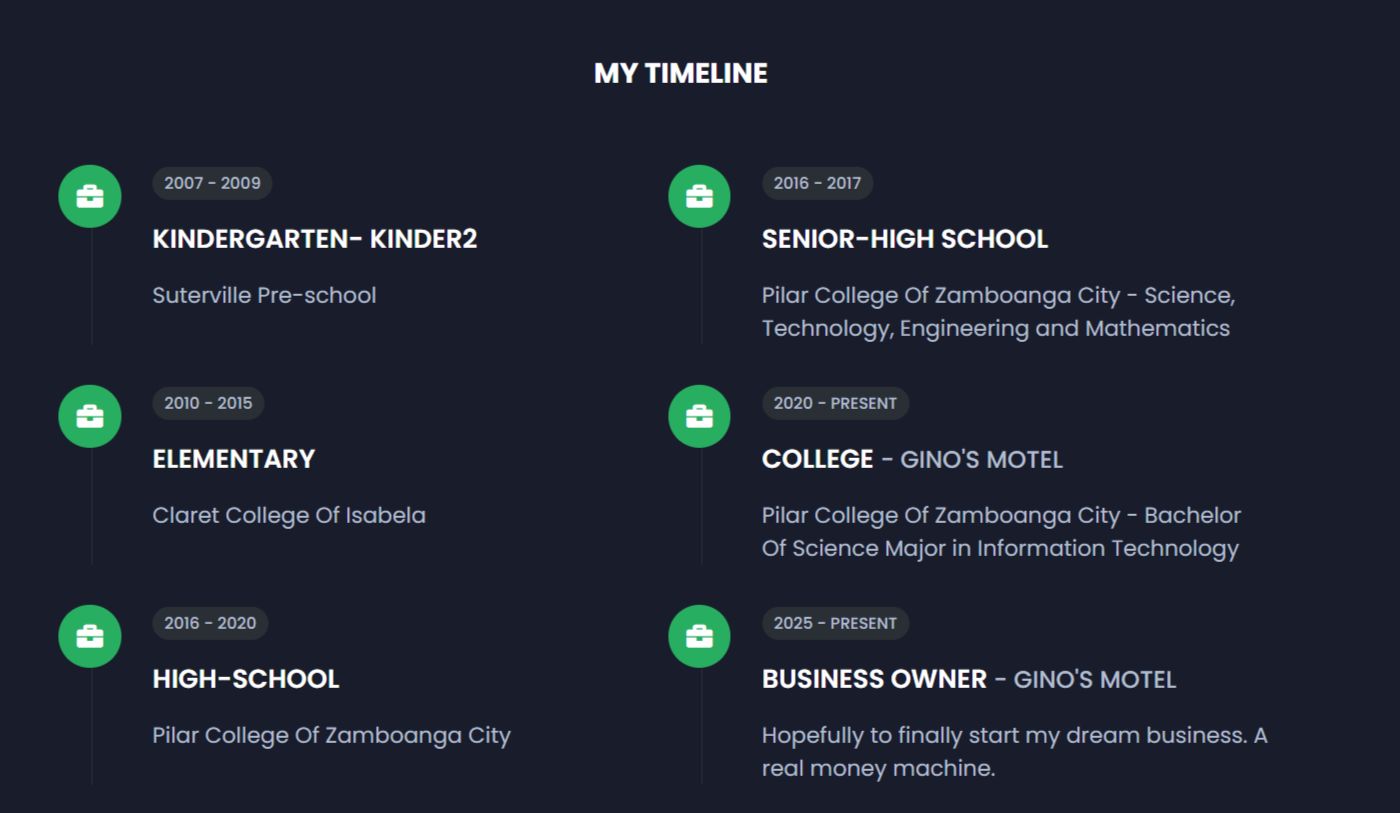 MY TIMELINE
2007 - 2009
KINDERGARTEN- KINDER2
Suterville Pre-school
2010 - 2015
ELEMENTARY
Claret College Of Isabela
2016 - 2020
HIGH-SCHOOL
Pilar College Of Zamboanga City
2016 - 2017
SENIOR-HIGH SCHOOL
Pilar College Of Zamboanga City - Science,
Technology, Engineering and Mathematics
2020 - PRESENT
COLLEGE - GINO'S MOTEL
Pilar College Of Zamboanga City - Bachelor
Of Science Major in Information Technology
2025 - PRESENT
BUSINESS OWNER - GINO'S MOTEL
Hopefully to finally start my dream business. A
real money machine.